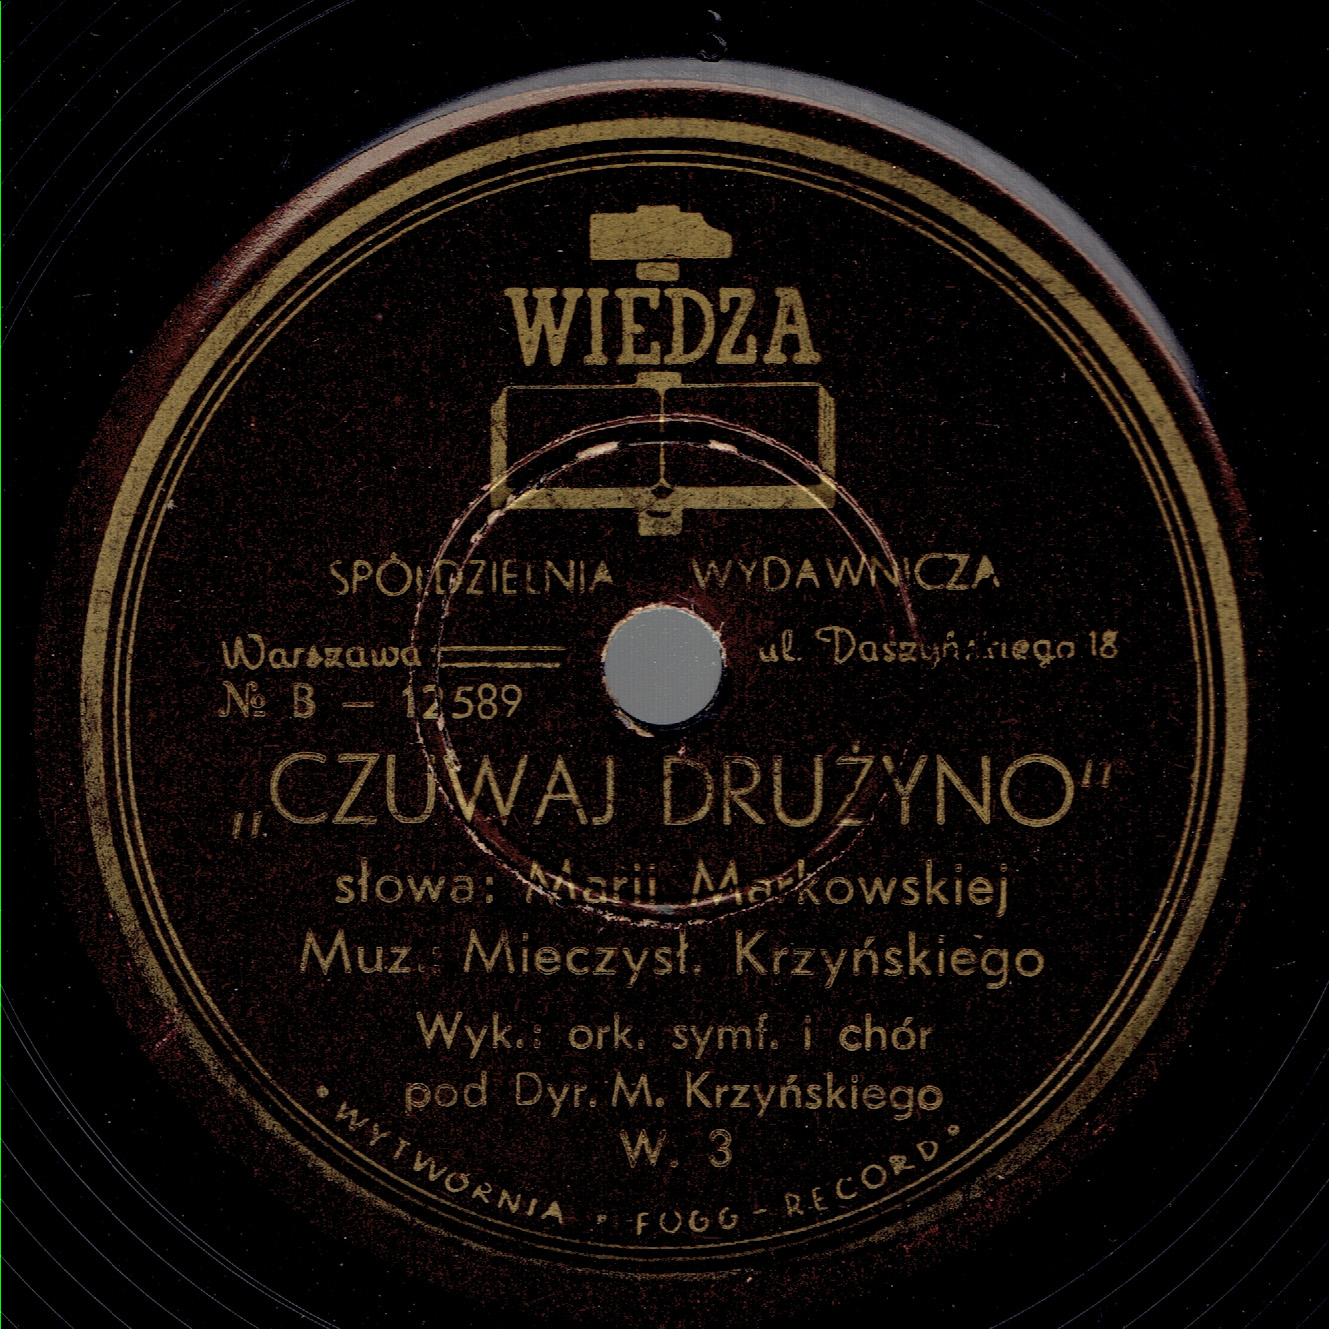 WIEDZA
SPÓŁDZIELNIA WYDAWNICZA
Warszawa ul. Daszyńskiego 18
№ B — 12589
„CZUWAJ DRUŻYNO"
słowa: Marii Markowskiej
Muz.: Mieczysł. Krzyńskiego
Wyk.: ork. symf. i chór
pod Dyr. M. Krzyńskiego
W. 3
• WYTWÓRNIA • FOGG - RECORD •